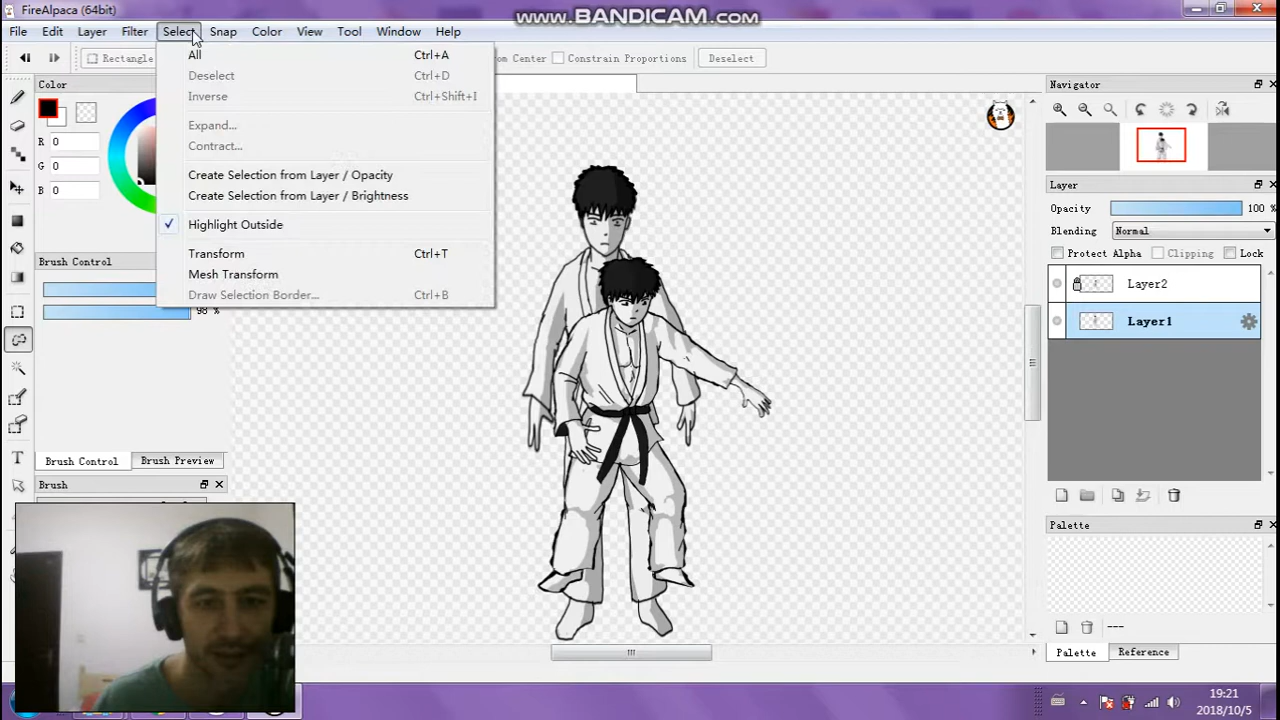 FireAlpaca (64bit)
www.BANDICAM.com
File Edit Layer Filter Select Snap Color View Tool Window Help
Rectangle
om Center Constrain Proportions Deselect
Color
R 0
G 0
B 0
All Ctrl+A
Deselect Ctrl+D
Inverse Ctrl+Shift+I
Expand...
Contract...
Create Selection from Layer / Opacity
Create Selection from Layer / Brightness
Highlight Outside
Transform Ctrl+T
Mesh Transform
Draw Selection Border... Ctrl+B
Brush Control
98 %
Brush Control Brush Preview
Brush
Navigator
Layer
Opacity 100 %
Blending Normal
Protect Alpha Clipping Lock
Layer2
Layer1
Palette
---
Palette Reference
19:21
2018/10/5